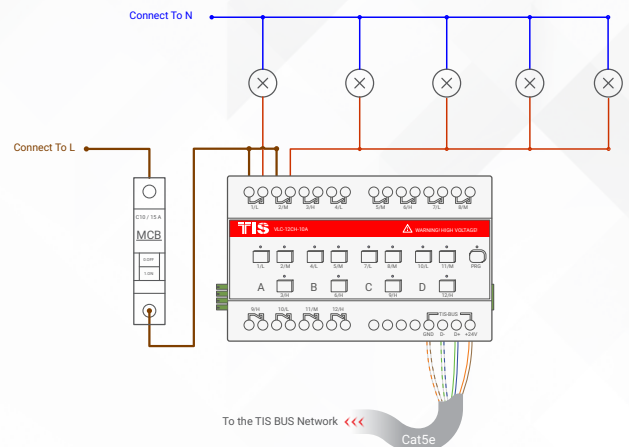 Connect To N
Connect To L
C10 / 15 A
MCB
0 OFF
1 ON
1/L 2/M 3/H 4/L 5/M 6/H 7/L 8/M
TIS VLC-12CH-10A WARNING! HIGH VOLTAGE!
1/L 2/M 4/L 5/M 7/L 8/M 10/L 11/M PRG
A 3/H B 6/H C 9/H D 12/H
9/H 10/L 11/M 12/H TIS-BUS
GND D- D+ +24V
To the TIS BUS Network
Cat5e